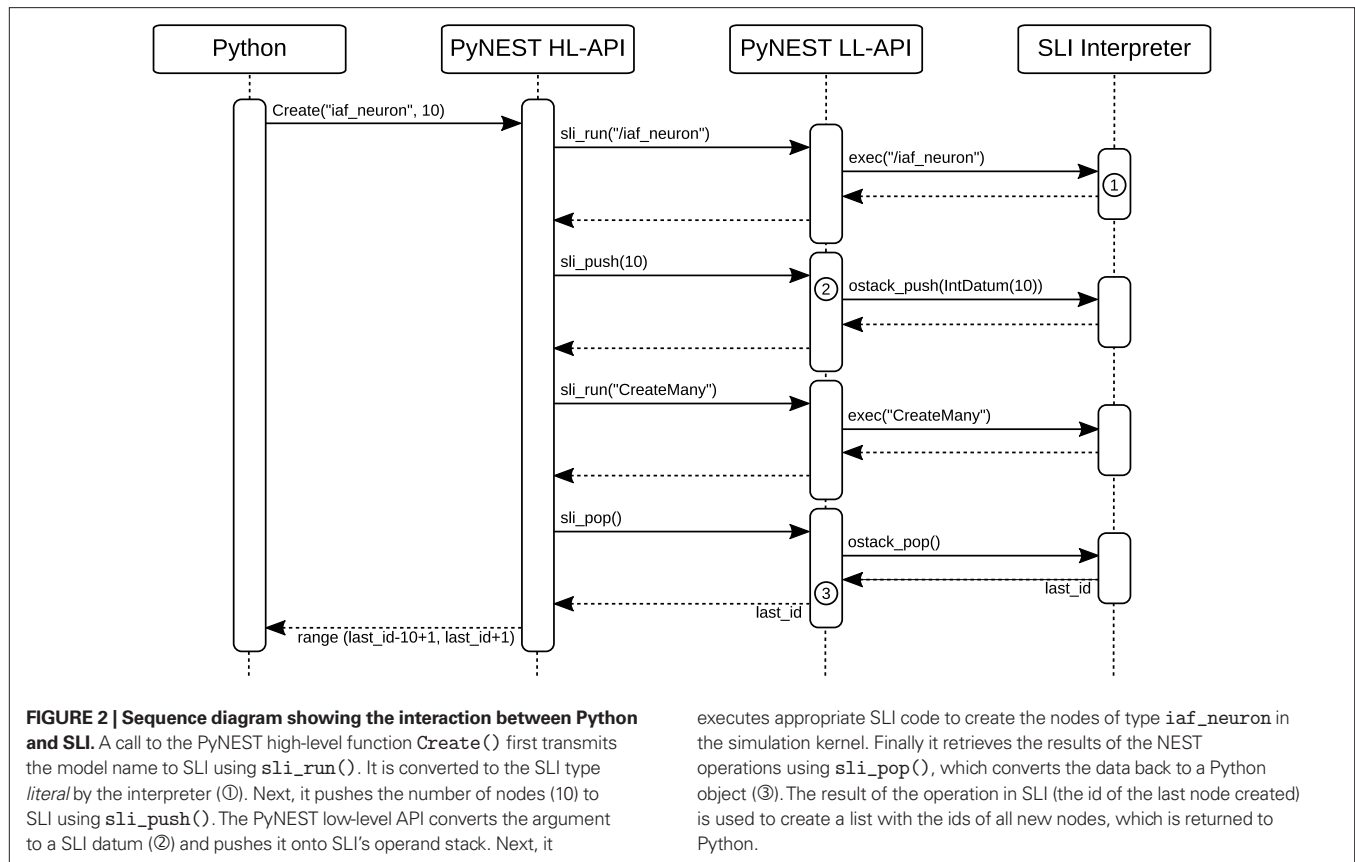 Python
PyNEST HL-API
PyNEST LL-API
SLI Interpreter
Create("iaf_neuron", 10)
sli_run("/iaf_neuron")
exec("/iaf_neuron")
①
sli_push(10)
②
ostack_push(IntDatum(10))
sli_run("CreateMany")
exec("CreateMany")
sli_pop()
ostack_pop()
last_id
③
last_id
range (last_id-10+1, last_id+1)
FIGURE 2 | Sequence diagram showing the interaction between Python
and SLI. A call to the PyNEST high-level function Create() first transmits
the model name to SLI using sli_run(). It is converted to the SLI type
literal by the interpreter (①). Next, it pushes the number of nodes (10) to
SLI using sli_push(). The PyNEST low-level API converts the argument
to a SLI datum (②) and pushes it onto SLI's operand stack. Next, it
executes appropriate SLI code to create the nodes of type iaf_neuron in
the simulation kernel. Finally it retrieves the results of the NEST
operations using sli_pop(), which converts the data back to a Python
object (③). The result of the operation in SLI (the id of the last node created)
is used to create a list with the ids of all new nodes, which is returned to
Python.